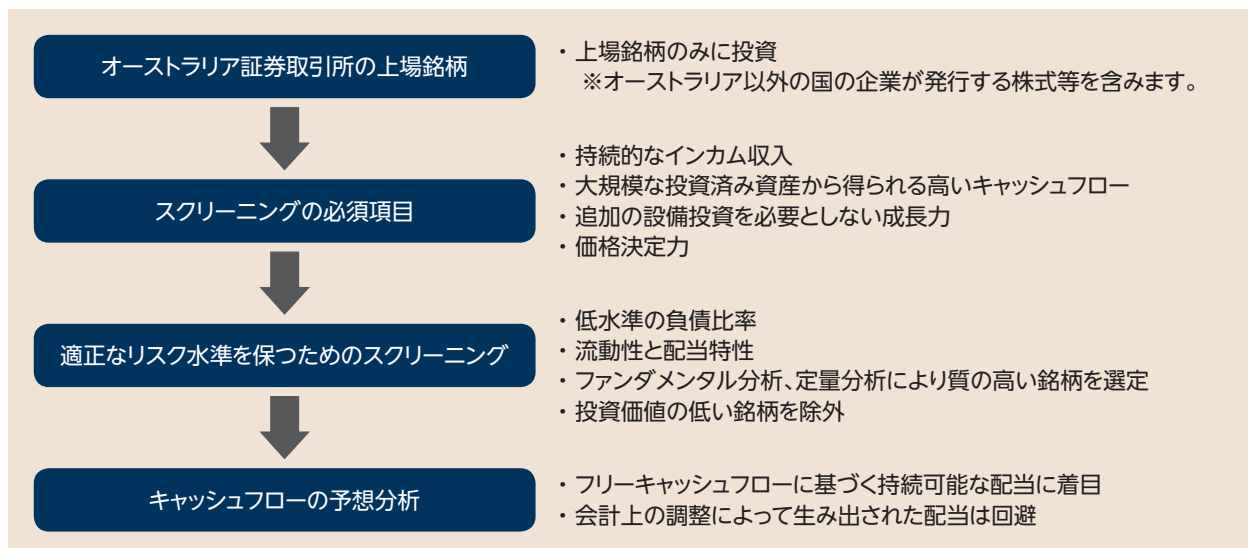 オーストラリア証券取引所の上場銘柄
・上場銘柄のみに投資
※オーストラリア以外の国の企業が発行する株式等を含みます。
スクリーニングの必須項目
・持続的なインカム収入
・大規模な投資済み資産から得られる高いキャッシュフロー
・追加の設備投資を必要としない成長力
・価格決定力
適正なリスク水準を保つためのスクリーニング
・低水準の負債比率
・流動性と配当特性
・ファンダメンタル分析、定量分析により質の高い銘柄を選定
・投資価値の低い銘柄を除外
キャッシュフローの予想分析
・フリーキャッシュフローに基づく持続可能な配当に着目
・会計上の調整によって生み出された配当は回避